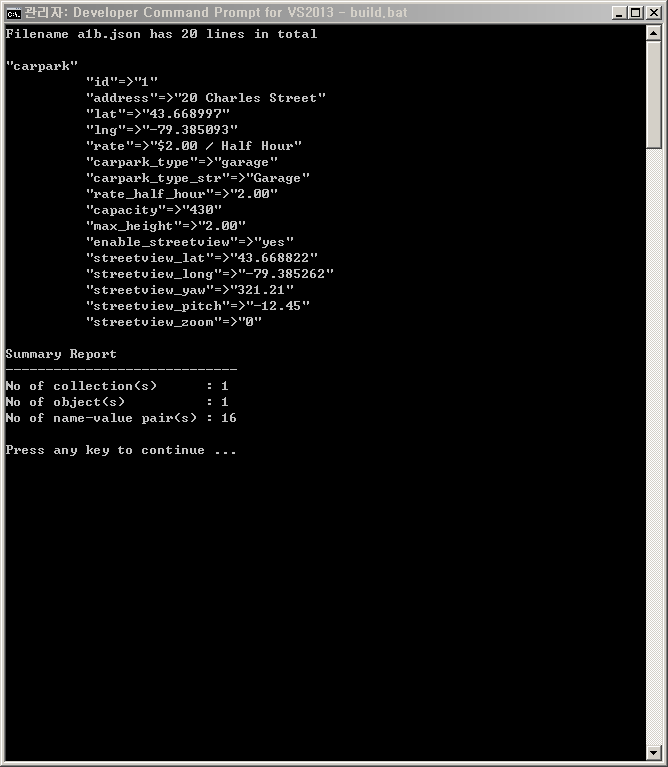 관리자: Developer Command Prompt for VS2013 - build.bat
Filename a1b.json has 20 lines in total
"carpark"
"id"=>"1"
"address"=>"20 Charles Street"
"lat"=>"43.668997"
"lng"=>"-79.385093"
"rate"=>"$2.00 / Half Hour"
"carpark_type"=>"garage"
"carpark_type_str"=>"Garage"
"rate_half_hour"=>"2.00"
"capacity"=>"430"
"max_height"=>"2.00"
"enable_streetview"=>"yes"
"streetview_lat"=>"43.668822"
"streetview_long"=>"-79.385262"
"streetview_yaw"=>"321.21"
"streetview_pitch"=>"-12.45"
"streetview_zoom"=>"0"
Summary Report
-----------------------------
No of collection(s) : 1
No of object(s) : 1
No of name-value pair(s) : 16
Press any key to continue ...